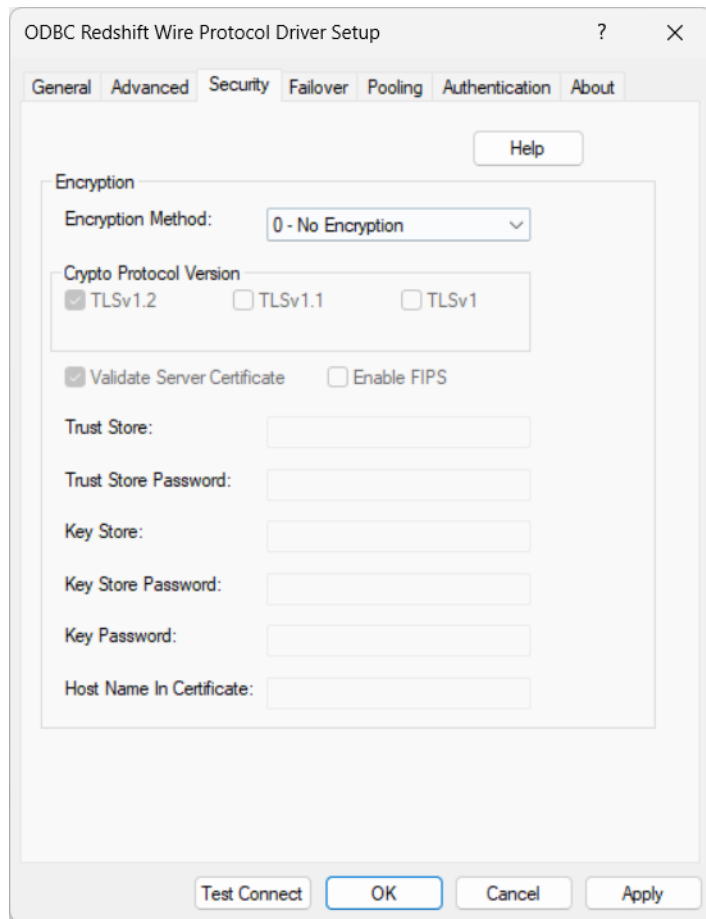 ODBC Redshift Wire Protocol Driver Setup ? ×
General Advanced Security Failover Pooling Authentication About
Help
Encryption
Encryption Method: 0 - No Encryption
Crypto Protocol Version
TLSv1.2 TLSv1.1 TLSv1
Validate Server Certificate Enable FIPS
Trust Store:
Trust Store Password:
Key Store:
Key Store Password:
Key Password:
Host Name In Certificate:
Test Connect OK Cancel Apply